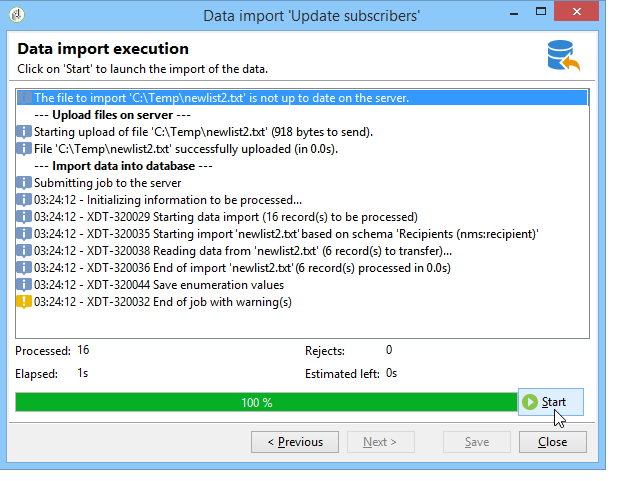 Data import 'Update subscribers'
Data import execution
Click on 'Start' to launch the import of the data.
The file to import 'C:\Temp\newlist2.txt' is not up to date on the server.
--- Upload files on server ---
Starting upload of file 'C:\Temp\newlist2.txt' (918 bytes to send).
File 'C:\Temp\newlist2.txt' successfully uploaded (in 0.0s).
--- Import data into database ---
Submitting job to the server
03:24:12 - Initializing information to be processed...
03:24:12 - XDT-320029 Starting data import (16 record(s) to be processed)
03:24:12 - XDT-320035 Starting import 'newlist2.txt' based on schema 'Recipients (nms:recipient)'
03:24:12 - XDT-320038 Reading data from 'newlist2.txt' (6 record(s) to transfer)...
03:24:12 - XDT-320036 End of import 'newlist2.txt' (6 record(s) processed in 0.0s)
03:24:12 - XDT-320044 Save enumeration values
03:24:12 - XDT-320032 End of job with warning(s)
Processed: 16 Rejects: 0
Elapsed: 1s Estimated left: 0s
100 % Start
< Previous Next > Save Close